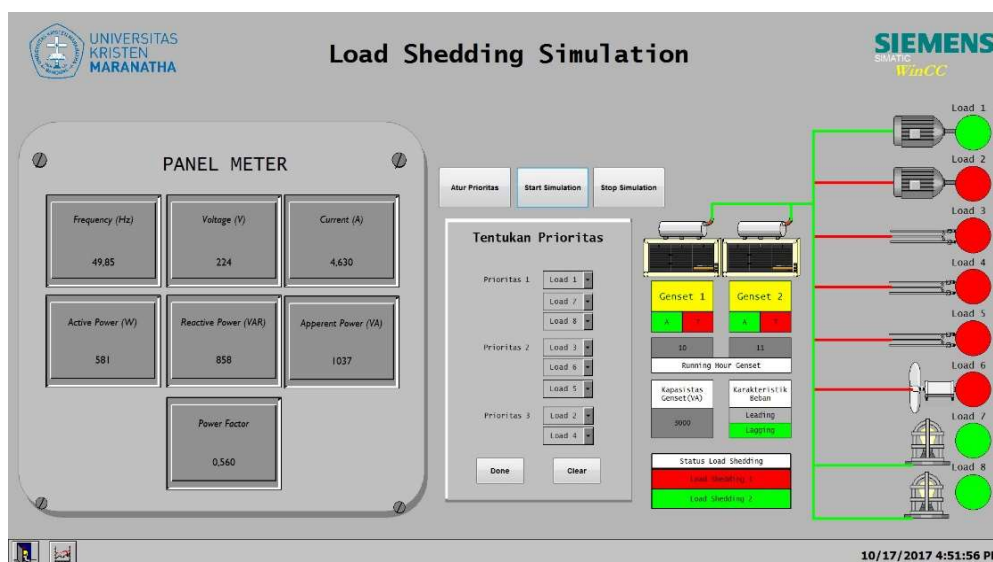 UNIVERSITAS
KRISTEN
MARANATHA
Load Shedding Simulation
SIEMENS
SIMATIC
WinCC
PANEL METER
Frequency (Hz)
49,85
Voltage (V)
224
Current (A)
4,630
Active Power (W)
581
Reactive Power (VAR)
858
Apperent Power (VA)
1037
Power Factor
0,560
Atur Prioritas
Start Simulation
Stop Simulation
Tentukan Prioritas
Prioritas 1
Load 1
Load 7
Load 8
Prioritas 2
Load 3
Load 6
Load 5
Prioritas 3
Load 2
Load 4
Done
Clear
Genset 1
Genset 2
A
A
10
11
Running Hour Genset
Kapasistas
Genset(VA)
3000
Karakteristik
Beban
Leading
Lagging
Status Load Shedding
Load Shedding 1
Load Shedding 2
Load 1
Load 2
Load 3
Load 4
Load 5
Load 6
Load 7
Load 8
10/17/2017 4:51:56 PM